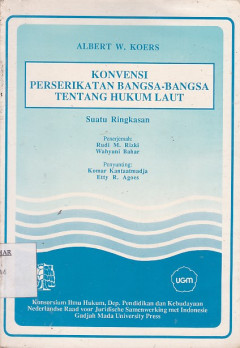 ALBERT W. KOERS
KONVENSI
PERSERIKATAN BANGSA-BANGSA
TENTANG HUKUM LAUT
Suatu Ringkasan
Penerjemah:
Rudi M. Rizki
Wahyuni Bahar
Penyunting:
Komar Kantaatmadja
Etty R. Agoes
UGM
Konsorsium Ilmu Hukum, Dep. Pendidikan dan Kebudayaan
Nederlandse Raad voor Juridische Samenwerking met Indonesie
Gadjah Mada University Press